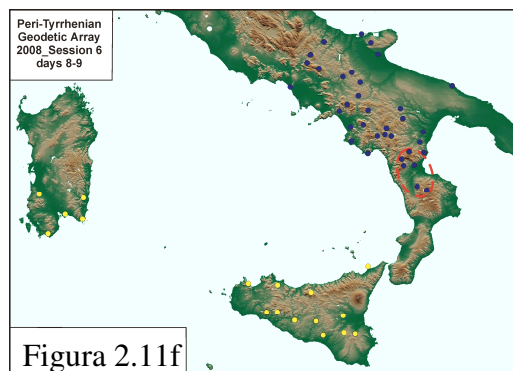 Peri-Tyrrhenian
Geodetic Array
2008_Session 6
days 8-9
Figura 2.11f